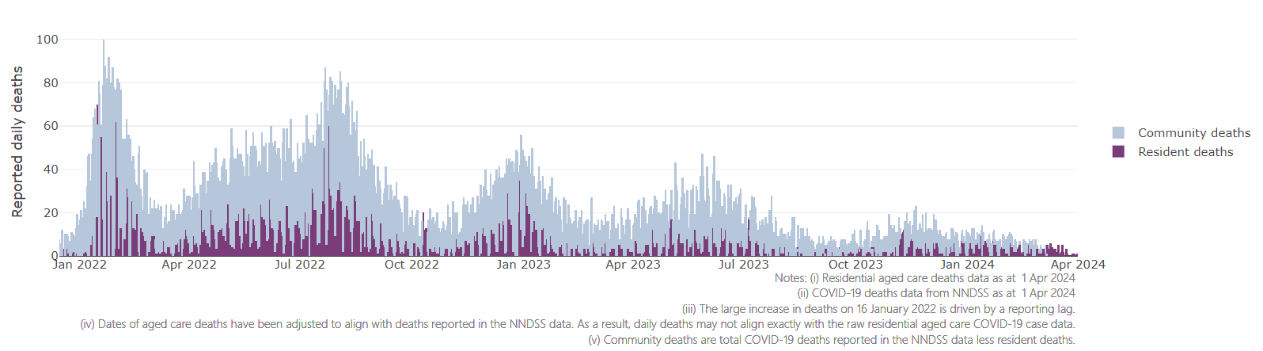 Reported daily deaths
100
80
60
40
20
0
Jan 2022 Apr 2022 Jul 2022 Oct 2022 Jan 2023 Apr 2023 Jul 2023 Oct 2023 Jan 2024 Apr 2024
Community deaths
Resident deaths
Notes: (i) Residential aged care deaths data as at 1 Apr 2024
(ii) COVID-19 deaths data from NNDSS as at 1 Apr 2024
(iii) The large increase in deaths on 16 January 2022 is driven by a reporting lag.
(iv) Dates of aged care deaths have been adjusted to align with deaths reported in the NNDSS data. As a result, daily deaths may not align exactly with the raw residential aged care COVID-19 case data.
(v) Community deaths are total COVID-19 deaths reported in the NNDSS data less resident deaths.